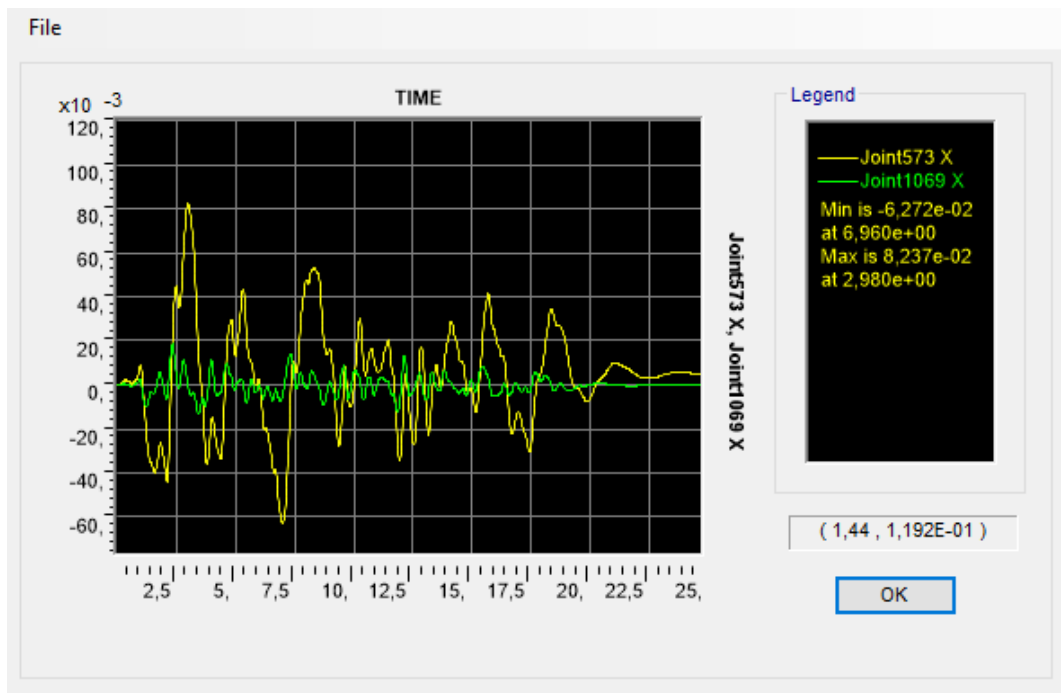 File
x10 -3
TIME
Legend
120,
100,
80,
60,
40,
20,
0,
-20,
-40,
-60,
2,5 5, 7,5 10, 12,5 15, 17,5 20, 22,5 25,
Joint573 X, Joint1069 X
Joint573 X
Joint1069 X
Min is -6,272e-02
at 6,960e+00
Max is 8,237e-02
at 2,980e+00
( 1,44 , 1,192E-01 )
OK